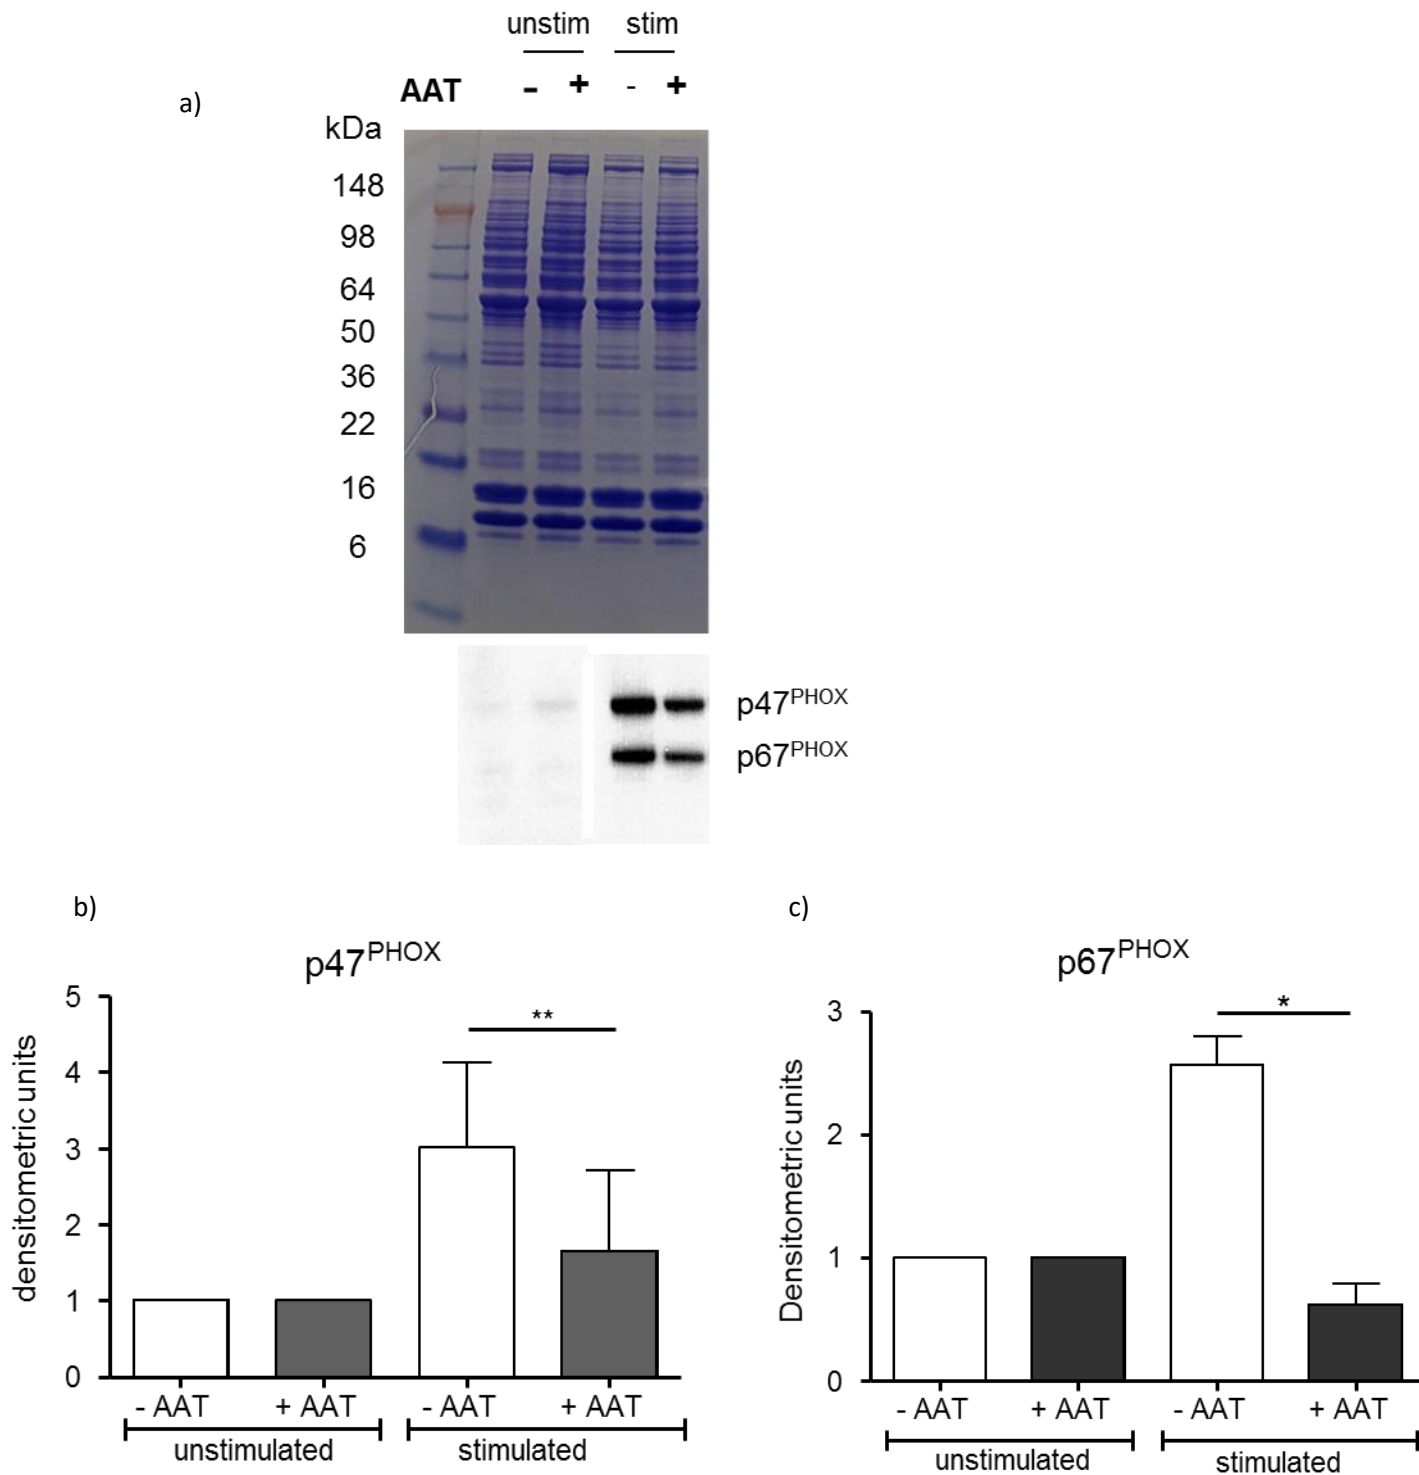 unstim stim
a) AAT - + - +
kDa
148
98
64
50
36
22
16
6
p47PHOX
p67PHOX
b)
p47PHOX
densitometric units
5
4
3
2
1
0
**
- AAT + AAT - AAT + AAT
unstimulated stimulated
c)
p67PHOX
Densitometric units
3
2
1
0
*
- AAT + AAT - AAT + AAT
unstimulated stimulated